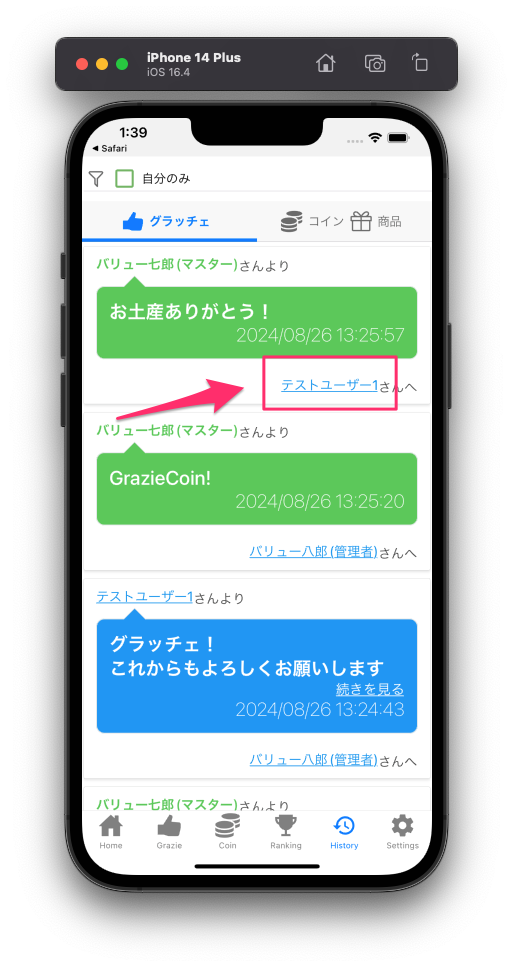 iPhone 14 Plus
iOS 16.4
1:39
◀ Safari
自分のみ
グラッチェ
コイン
商品
バリュー七郎(マスター)さんより
お土産ありがとう！
2024/08/26 13:25:57
テストユーザー1さんへ
バリュー七郎(マスター)さんより
GrazieCoin!
2024/08/26 13:25:20
バリュー八郎(管理者)さんへ
テストユーザー1さんより
グラッチェ！
これからもよろしくお願いします
続きを見る
2024/08/26 13:24:43
バリュー八郎(管理者)さんへ
バリュー七郎(マスター)さんより
Home
Grazie
Coin
Ranking
History
Settings